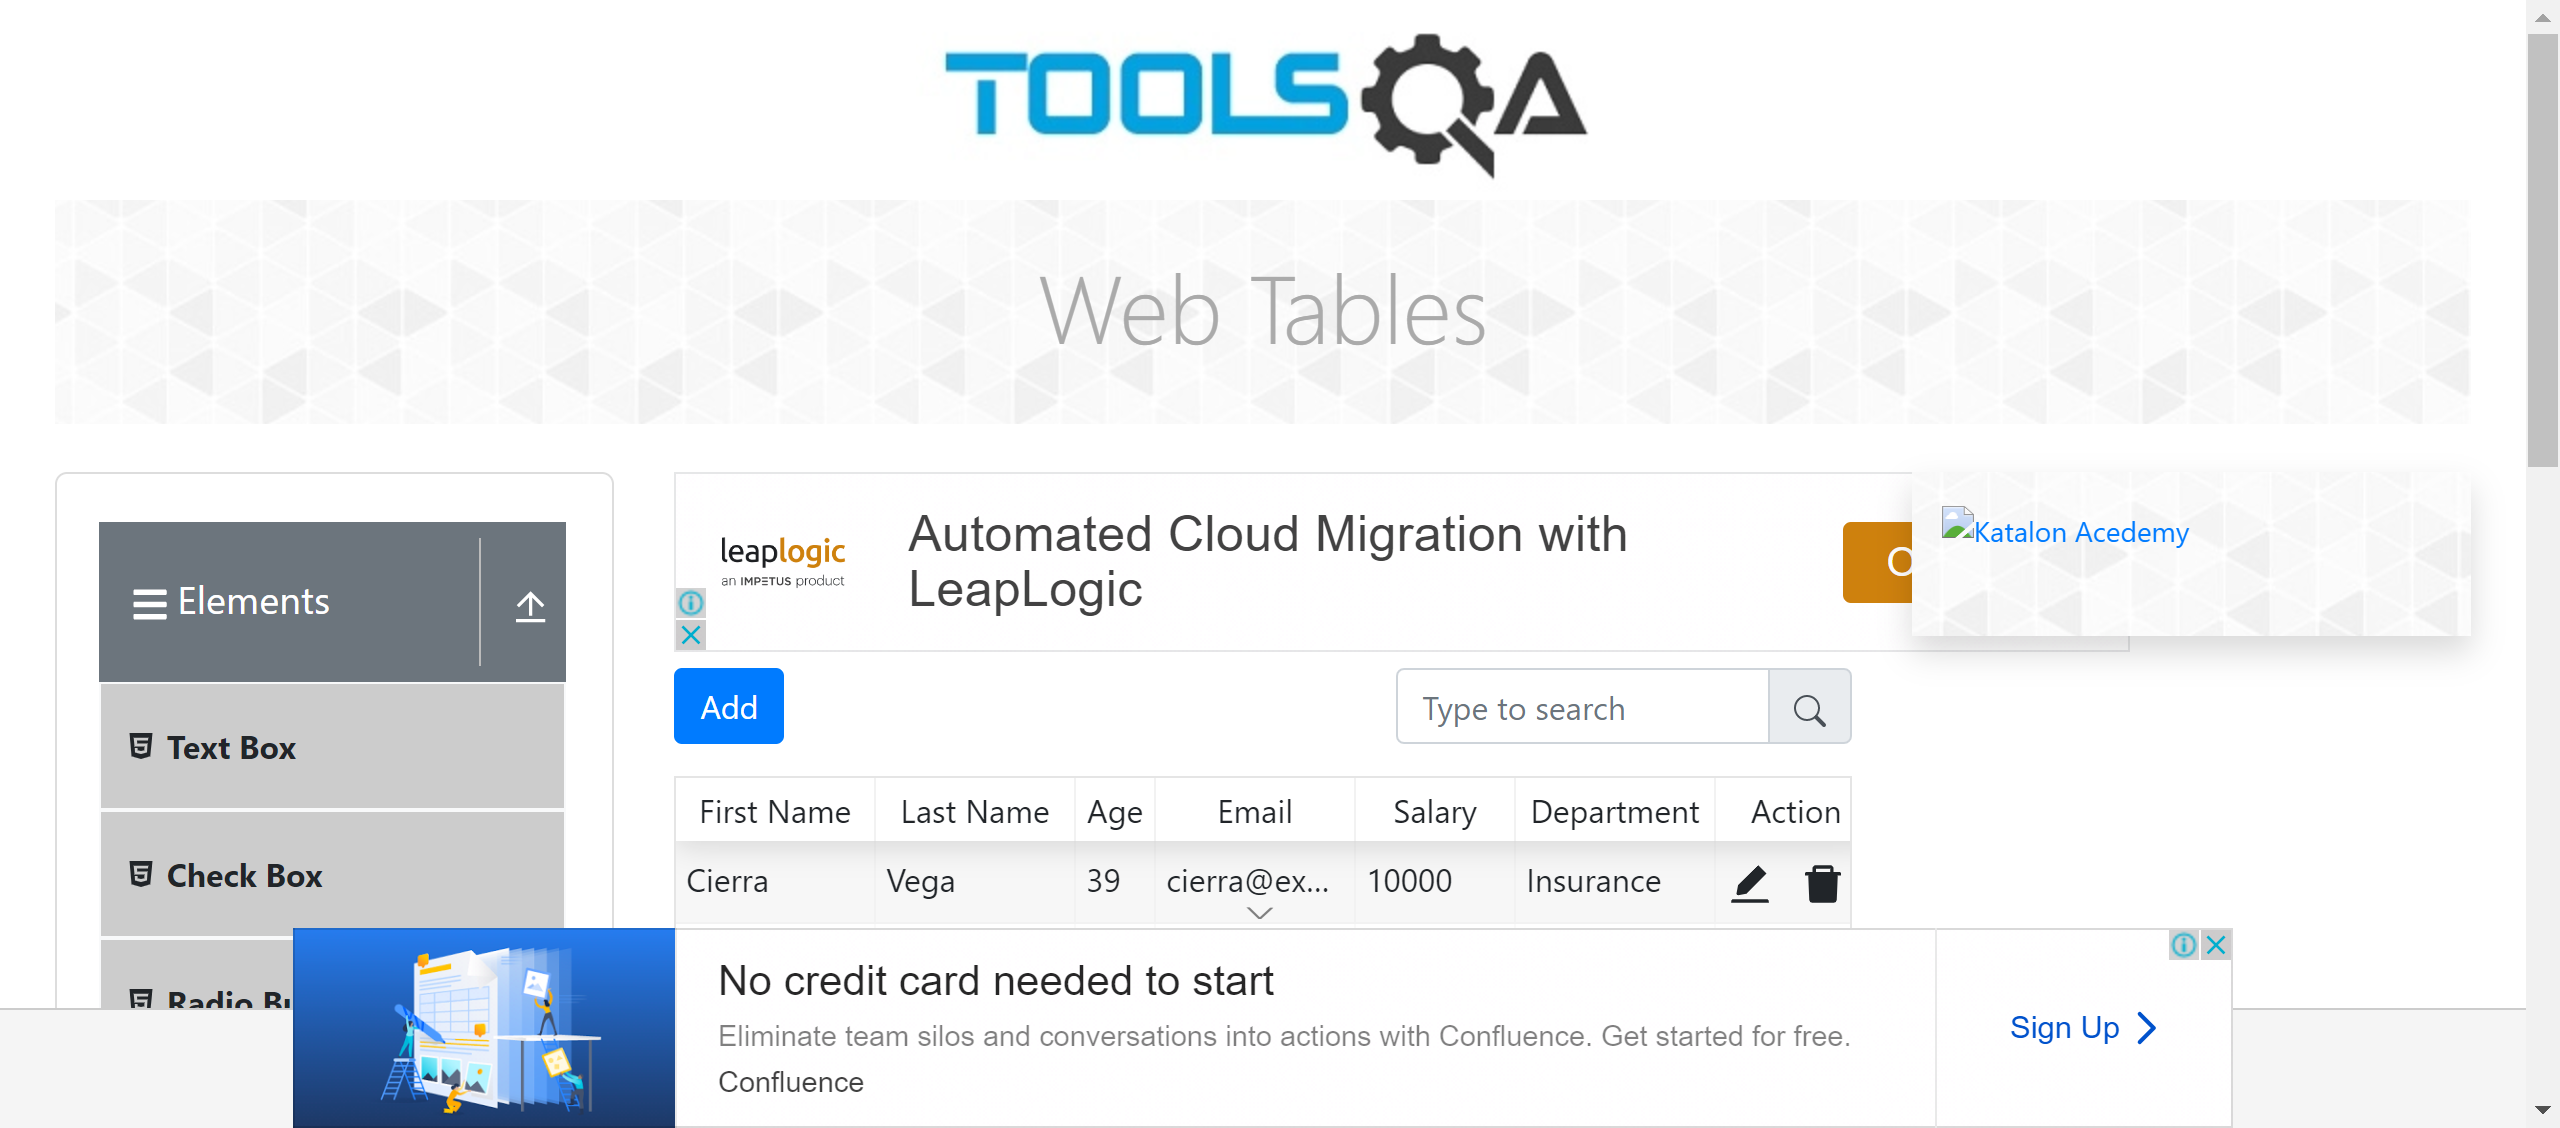 TOOLSQA
Web Tables
Elements
Text Box
Check Box
leaplogic
an IMPETUS product
Automated Cloud Migration with
LeapLogic
Katalon Acedemy
Add
Type to search
First Name Last Name Age Email Salary Department Action
Cierra Vega 39 cierra@ex... 10000 Insurance
Radio
No credit card needed to start
Eliminate team silos and conversations into actions with Confluence. Get started for free.
Confluence
Sign Up